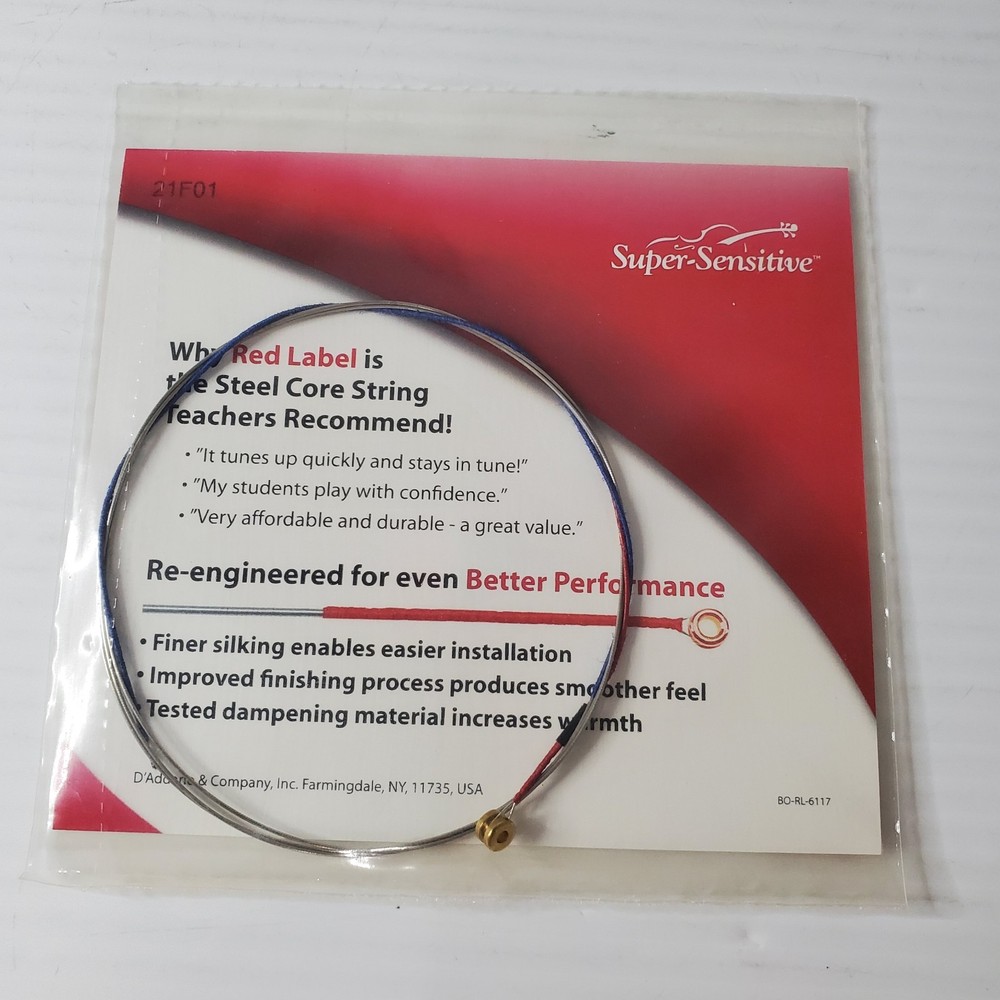 21F01
Super-Sensitive™
Why Red Label is
the Steel Core String
Teachers Recommend!
• "It tunes up quickly and stays in tune!"
• "My students play with confidence."
• "Very affordable and durable - a great value."
Re-engineered for even Better Performance
• Finer silking enables easier installation
• Improved finishing process produces smoother feel
• Tested dampening material increases warmth
D'Addario & Company, Inc. Farmingdale, NY, 11735, USA
BO-RL-6117